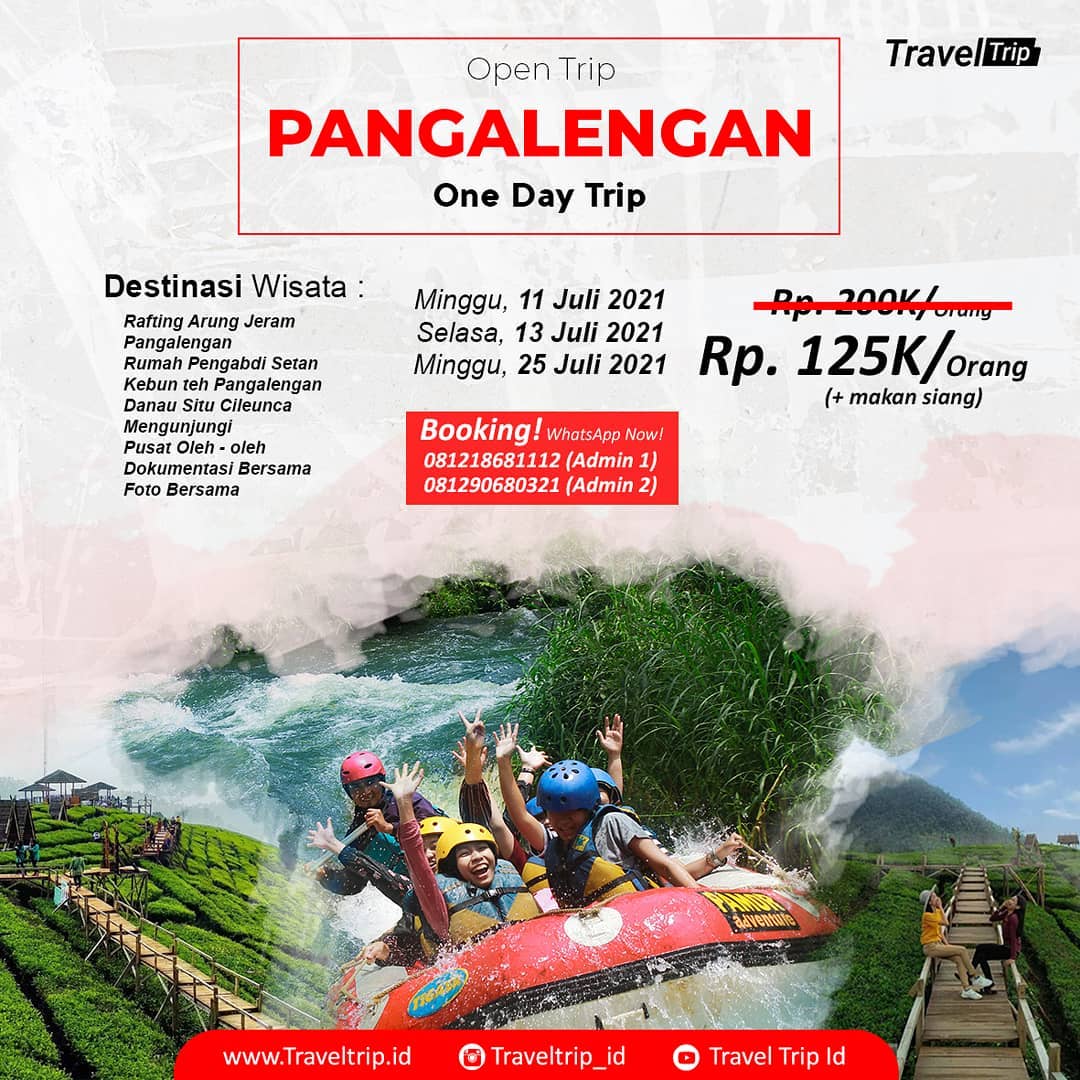 Open Trip
PANGALENGAN
One Day Trip
TravelTrip
Destinasi Wisata :
Rafting Arung Jeram
Pangalengan
Rumah Pengabdi Setan
Kebun teh Pangalengan
Danau Situ Cileunca
Mengunjungi
Pusat Oleh - oleh
Dokumentasi Bersama
Foto Bersama
Minggu, 11 Juli 2021
Selasa, 13 Juli 2021
Minggu, 25 Juli 2021
Booking! WhatsApp Now!
081218681112 (Admin 1)
081290680321 (Admin 2)
Rp. 200K/Orang
Rp. 125K/Orang
(+ makan siang)
Adventure
www.Traveltrip.id
Traveltrip_id
Travel Trip Id